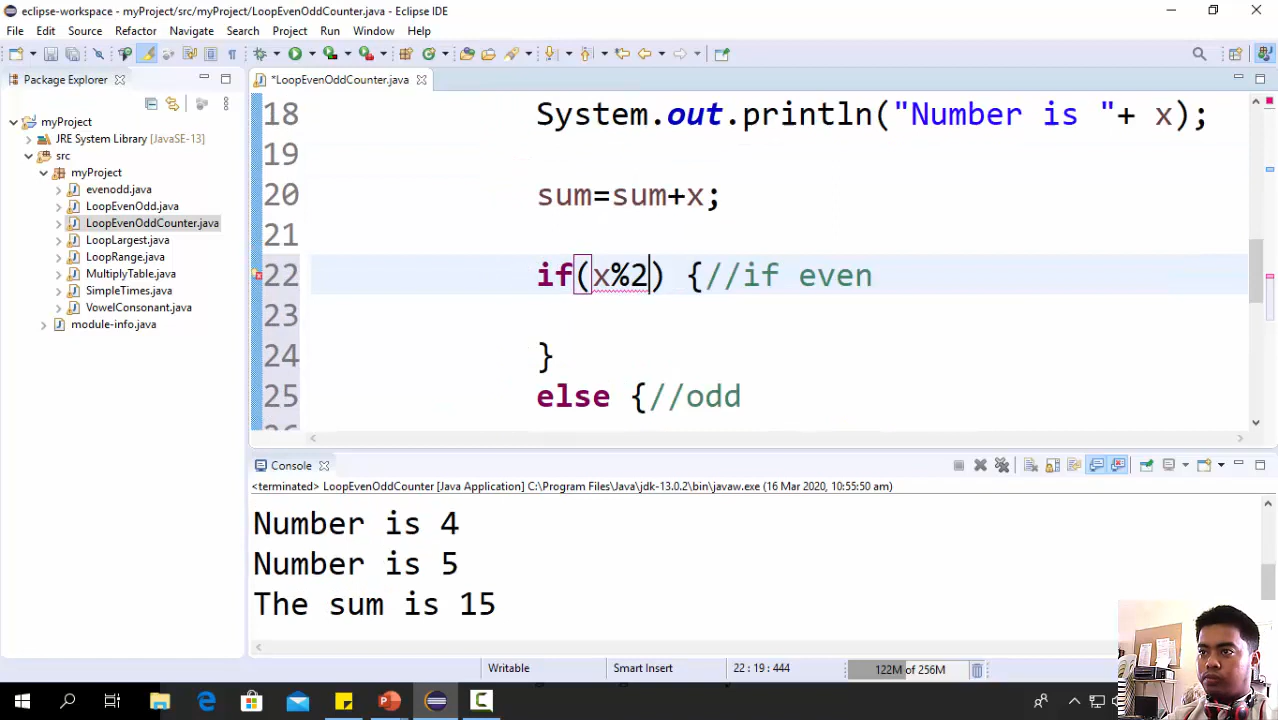 eclipse-workspace - myProject/src/myProject/LoopEvenOddCounter.java - Eclipse IDE
File Edit Source Refactor Navigate Search Project Run Window Help
Package Explorer
*LoopEvenOddCounter.java
myProject
JRE System Library [JavaSE-13]
src
myProject
evenodd.java
LoopEvenOdd.java
LoopEvenOddCounter.java
LoopLargest.java
LoopRange.java
MultiplyTable.java
SimpleTimes.java
VowelConsonant.java
module-info.java
18 System.out.println("Number is "+ x);
19
20 sum=sum+x;
21
22 if(x%2) {//if even
23
24 }
25 else {//odd
Console
<terminated> LoopEvenOddCounter [Java Application] C:\Program Files\Java\jdk-13.0.2\bin\javaw.exe (16 Mar 2020, 10:55:50 am)
Number is 4
Number is 5
The sum is 15
Writable Smart Insert 22 : 19 : 444 122M of 256M